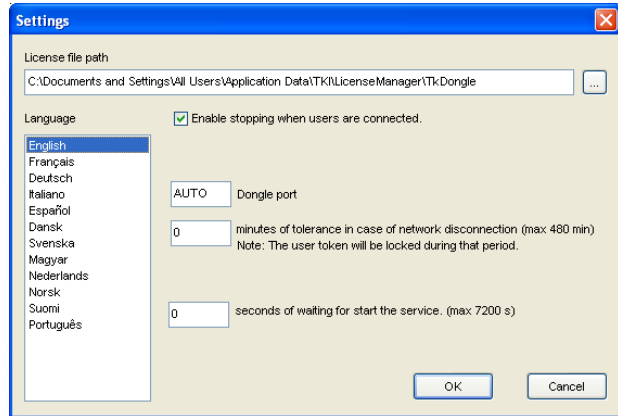 Settings
License file path
C:\Documents and Settings\All Users\Application Data\TKI\LicenseManager\TkDongle
...
Language
Enable stopping when users are connected.
English
Français
Deutsch
Italiano
Español
Dansk
Svenska
Magyar
Nederlands
Norsk
Suomi
Português
AUTO Dongle port
0 minutes of tolerance in case of network disconnection (max 480 min)
Note: The user token will be locked during that period.
0 seconds of waiting for start the service. (max 7200 s)
OK Cancel